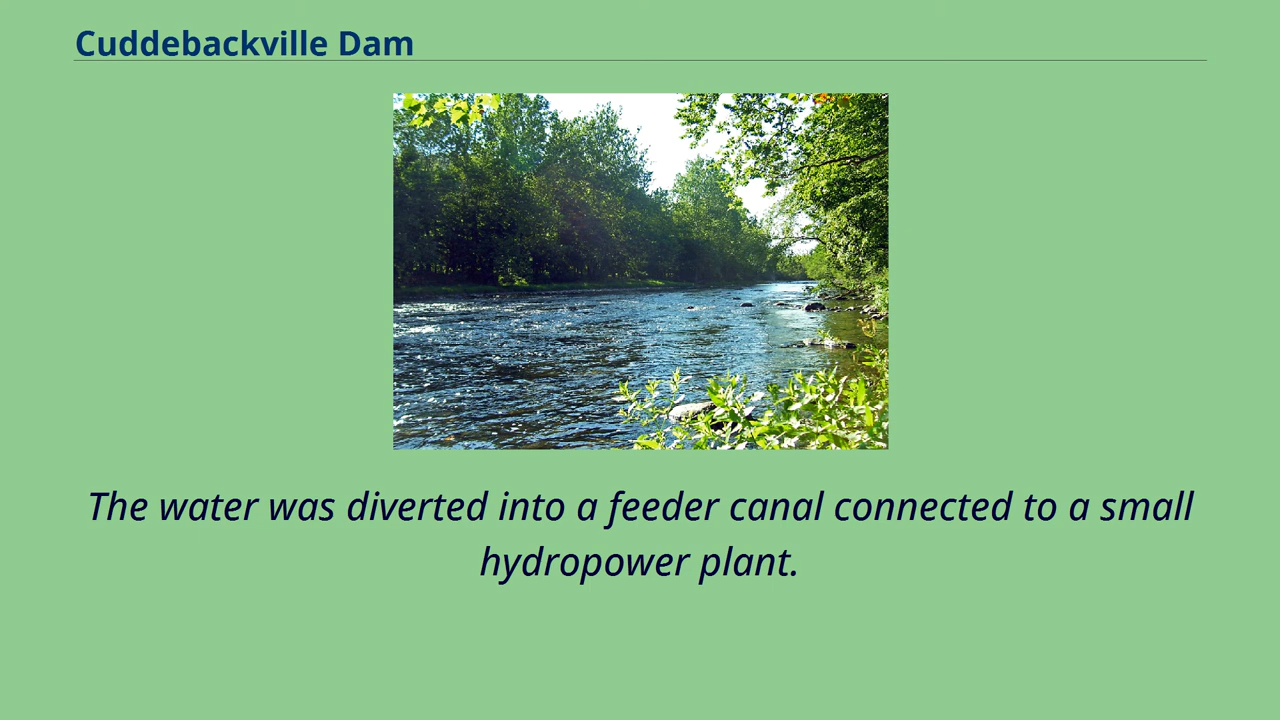 Cuddebackville Dam
The water was diverted into a feeder canal connected to a small
hydropower plant.